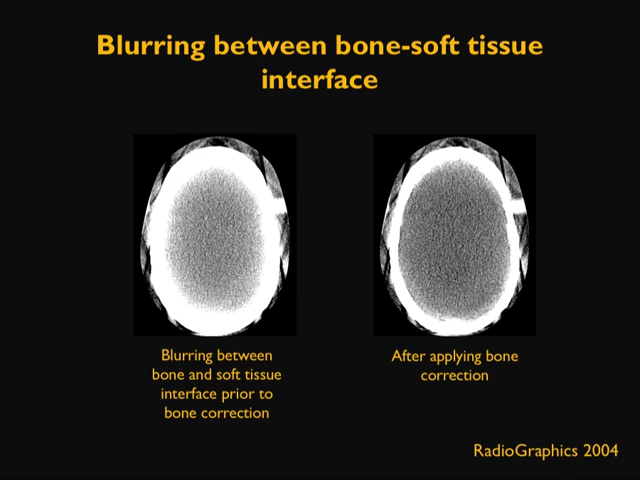 Blurring between bone-soft tissue
interface
Blurring between
bone and soft tissue
interface prior to
bone correction
After applying bone
correction
RadioGraphics 2004